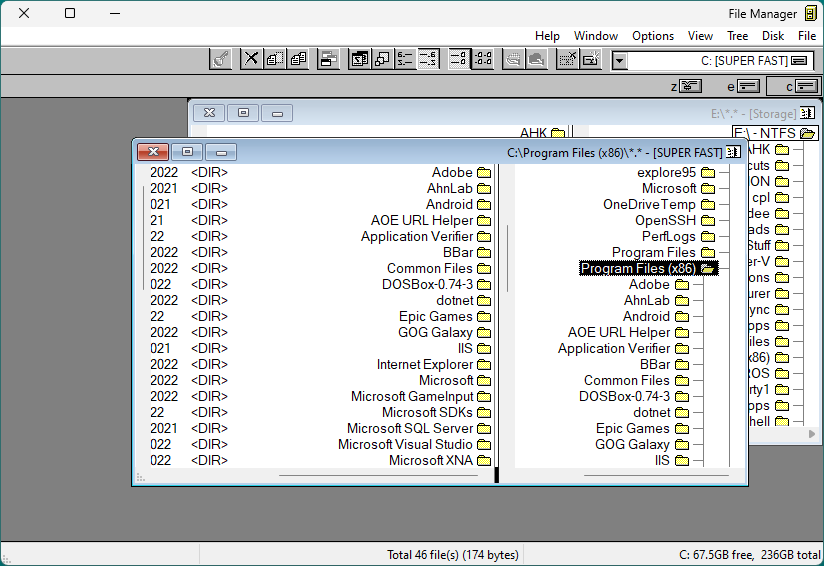 File Manager
File Disk Tree View Options Window Help
C: [SUPER FAST]
c e z
E:\*.* - [Storage]
E:\ - NTFS
AHK
C:\Program Files (x86)\*.* - [SUPER FAST]
explore95
Microsoft
OneDriveTemp
OpenSSH
PerfLogs
Program Files
Program Files (x86)
Adobe
AhnLab
Android
AOE URL Helper
Application Verifier
BBar
Common Files
DOSBox-0.74-3
dotnet
Epic Games
GOG Galaxy
IIS
Adobe <DIR> 2022
AhnLab <DIR> 2021
Android <DIR> 021
AOE URL Helper <DIR> 21
Application Verifier <DIR> 22
BBar <DIR> 2022
Common Files <DIR> 2022
DOSBox-0.74-3 <DIR> 022
dotnet <DIR>
Epic Games <DIR> 22
GOG Galaxy <DIR> 2022
IIS <DIR> 021
Internet Explorer <DIR> 2022
Microsoft <DIR> 2022
Microsoft GameInput <DIR> 2022
Microsoft SDKs <DIR> 22
Microsoft SQL Server <DIR> 2021
Microsoft Visual Studio <DIR> 022
Microsoft XNA <DIR> 2022
HK
cuts
ON
cpl
dee
ads
Stuff
er-V
ions
urer
ync
pps
iles
x86)
ROS
erty1
pps
hell
C: 67.5GB free, 236GB total
Total 46 file(s) (174 bytes)